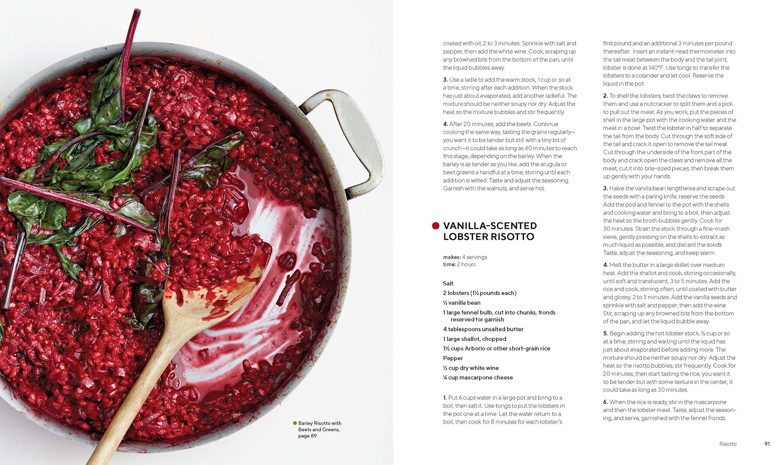 Barley Risotto with
Beets and Greens,
page 89
coated with oil, 2 to 3 minutes. Sprinkle with salt and
pepper, then add the white wine. Cook, scraping up
any browned bits from the bottom of the pan, until
the liquid bubbles away.
3. Use a ladle to add the warm stock, 1 cup or so at
a time, stirring after each addition. When the stock
has just about evaporated, add another ladleful. The
mixture should be neither soupy nor dry. Adjust the
heat so the mixture bubbles and stir frequently.
4. After 20 minutes, add the beets. Continue
cooking the same way, tasting the grains regularly—
you want it to be tender but still with a tiny bit of
crunch—it could take as long as 40 minutes to reach
this stage, depending on the barley. When the
barley is as tender as you like, add the arugula or
beet greens a handful at a time, stirring until each
addition is wilted. Taste and adjust the seasoning.
Garnish with the walnuts, and serve hot.
VANILLA-SCENTED
LOBSTER RISOTTO
makes: 4 servings
time: 2 hours
Salt
2 lobsters (1½ pounds each)
½ vanilla bean
1 large fennel bulb, cut into chunks, fronds
reserved for garnish
4 tablespoons unsalted butter
1 large shallot, chopped
1½ cups Arborio or other short-grain rice
Pepper
½ cup dry white wine
¼ cup mascarpone cheese
1. Put 6 cups water in a large pot and bring to a
boil; then salt it. Use tongs to put the lobsters in
the pot one at a time. Let the water return to a
boil, then cook for 8 minutes for each lobster's
first pound and an additional 3 minutes per pound
thereafter. Insert an instant-read thermometer into
the tail meat between the body and the tail joint;
lobster is done at 140°F. Use tongs to transfer the
lobsters to a colander and let cool. Reserve the
liquid in the pot.
2. To shell the lobsters, twist the claws to remove
them and use a nutcracker to split them and a pick
to pull out the meat. As you work, put the pieces of
shell in the large pot with the cooking water and the
meat in a bowl. Twist the lobster in half to separate
the tail from the body. Cut through the soft side of
the tail and crack it open to remove the tail meat.
Cut through the underside of the front part of the
body and crack open the claws and remove all the
meat; cut it into bite-sized pieces, then break them
up gently with your hands.
3. Halve the vanilla bean lengthwise and scrape out
the seeds with a paring knife; reserve the seeds.
Add the pod and fennel to the pot with the shells
and cooking water and bring to a boil, then adjust
the heat so the broth bubbles gently. Cook for
30 minutes. Strain the stock through a fine-mesh
sieve, gently pressing on the shells to extract as
much liquid as possible, and discard the solids.
Taste, adjust the seasoning, and keep warm.
4. Melt the butter in a large skillet over medium
heat. Add the shallot and cook, stirring occasionally,
until soft and translucent, 3 to 5 minutes. Add the
rice and cook, stirring often, until coated with butter
and glossy, 2 to 3 minutes. Add the vanilla seeds and
sprinkle with salt and pepper; then add the wine.
Stir, scraping up any browned bits from the bottom
of the pan, and let the liquid bubble away.
5. Begin adding the hot lobster stock, ½ cup or so
at a time, stirring and waiting until the liquid has
just about evaporated before adding more. The
mixture should be neither soupy nor dry. Adjust the
heat so the risotto bubbles; stir frequently. Cook for
20 minutes, then start tasting the rice; you want it
to be tender but with some texture in the center; it
could take as long as 30 minutes.
6. When the rice is ready, stir in the mascarpone
and then the lobster meat. Taste, adjust the season-
ing, and serve, garnished with the fennel fronds.
Risotto 91